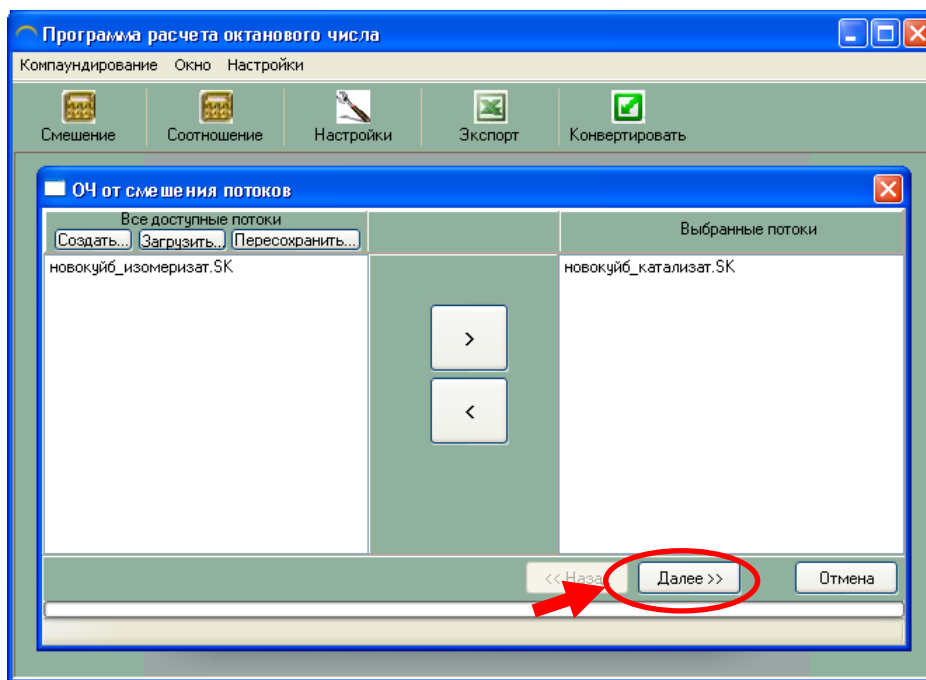 Программа расчета октанового числа
Компаундирование Окно Настройки
Смешение Соотношение Настройки Экспорт Конвертировать
ОЧ от смешения потоков
Все доступные потоки
Создать... Загрузить... Пересохранить...
Выбранные потоки
новокуйб_изомеризат.SK
новокуйб_катализат.SK
>
<
<< Наза Далее >> Отмена